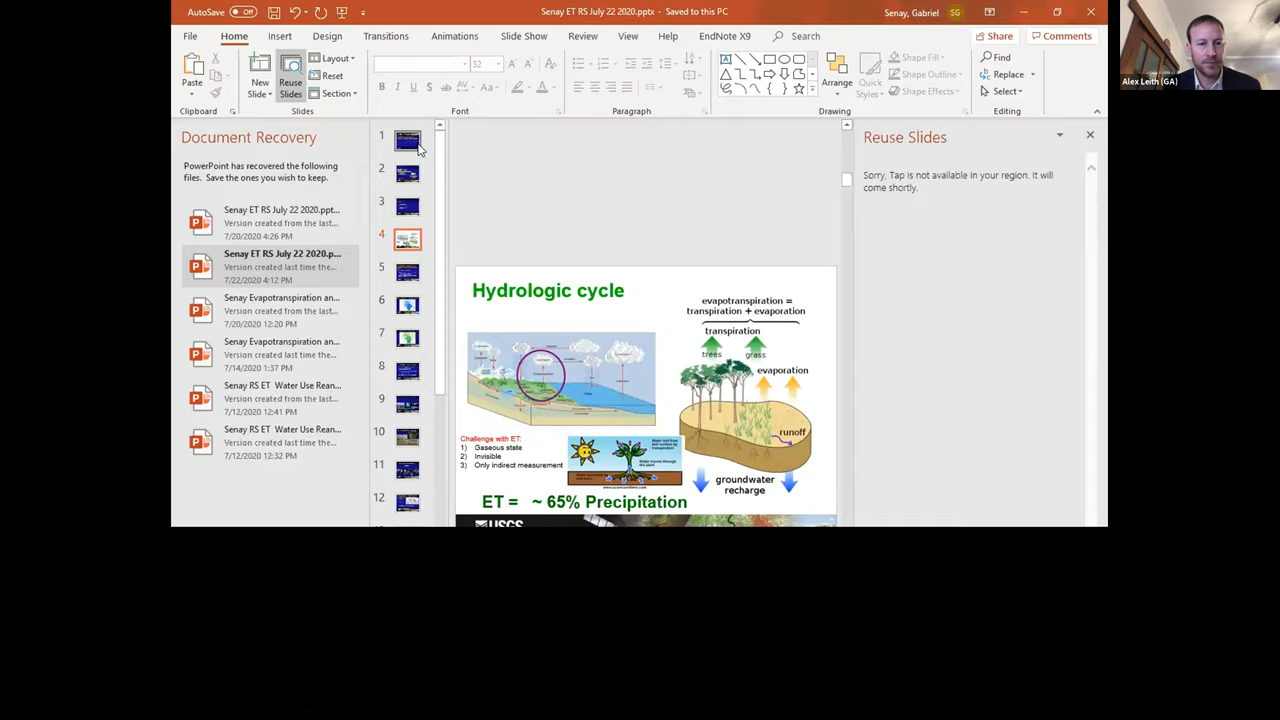 AutoSave Off
Senay ET RS July 22 2020.pptx - Saved to this PC
Senay, Gabriel SG
File Home Insert Design Transitions Animations Slide Show Review View Help EndNote X9 Search Share Comments
Paste
New
Slide
Reuse
Slides
Layout
Reset
Section
32
B I U S ab AV Aa A
Arrange
Quick
Styles
Shape Fill
Shape Outline
Shape Effects
Find
Replace
Select
Clipboard Slides Font Paragraph Drawing Editing
Alex Leith (GA)
Document Recovery
PowerPoint has recovered the following
files. Save the ones you wish to keep.
Senay ET RS July 22 2020.ppt...
Version created from the last...
7/20/2020 4:26 PM
Senay ET RS July 22 2020.p...
Version created last time the...
7/22/2020 4:12 PM
Senay Evapotranspiration an...
Version created from the last...
7/20/2020 12:20 PM
Senay Evapotranspiration an...
Version created from the last...
7/14/2020 1:37 PM
Senay RS ET Water Use Rean...
Version created last time the...
7/12/2020 12:41 PM
Senay RS ET Water Use Rean...
Version created from the last...
7/12/2020 12:32 PM
1
2
3
4
5
6
7
8
9
10
11
12
Hydrologic cycle
evapotranspiration =
transpiration + evaporation
transpiration
trees grass
evaporation
runoff
groundwater
recharge
Challenge with ET:
1) Gaseous state
2) Invisible
3) Only indirect measurement
ET = ~ 65% Precipitation
USGS
Reuse Slides
Sorry, Tap is not available in your region. It will
come shortly.